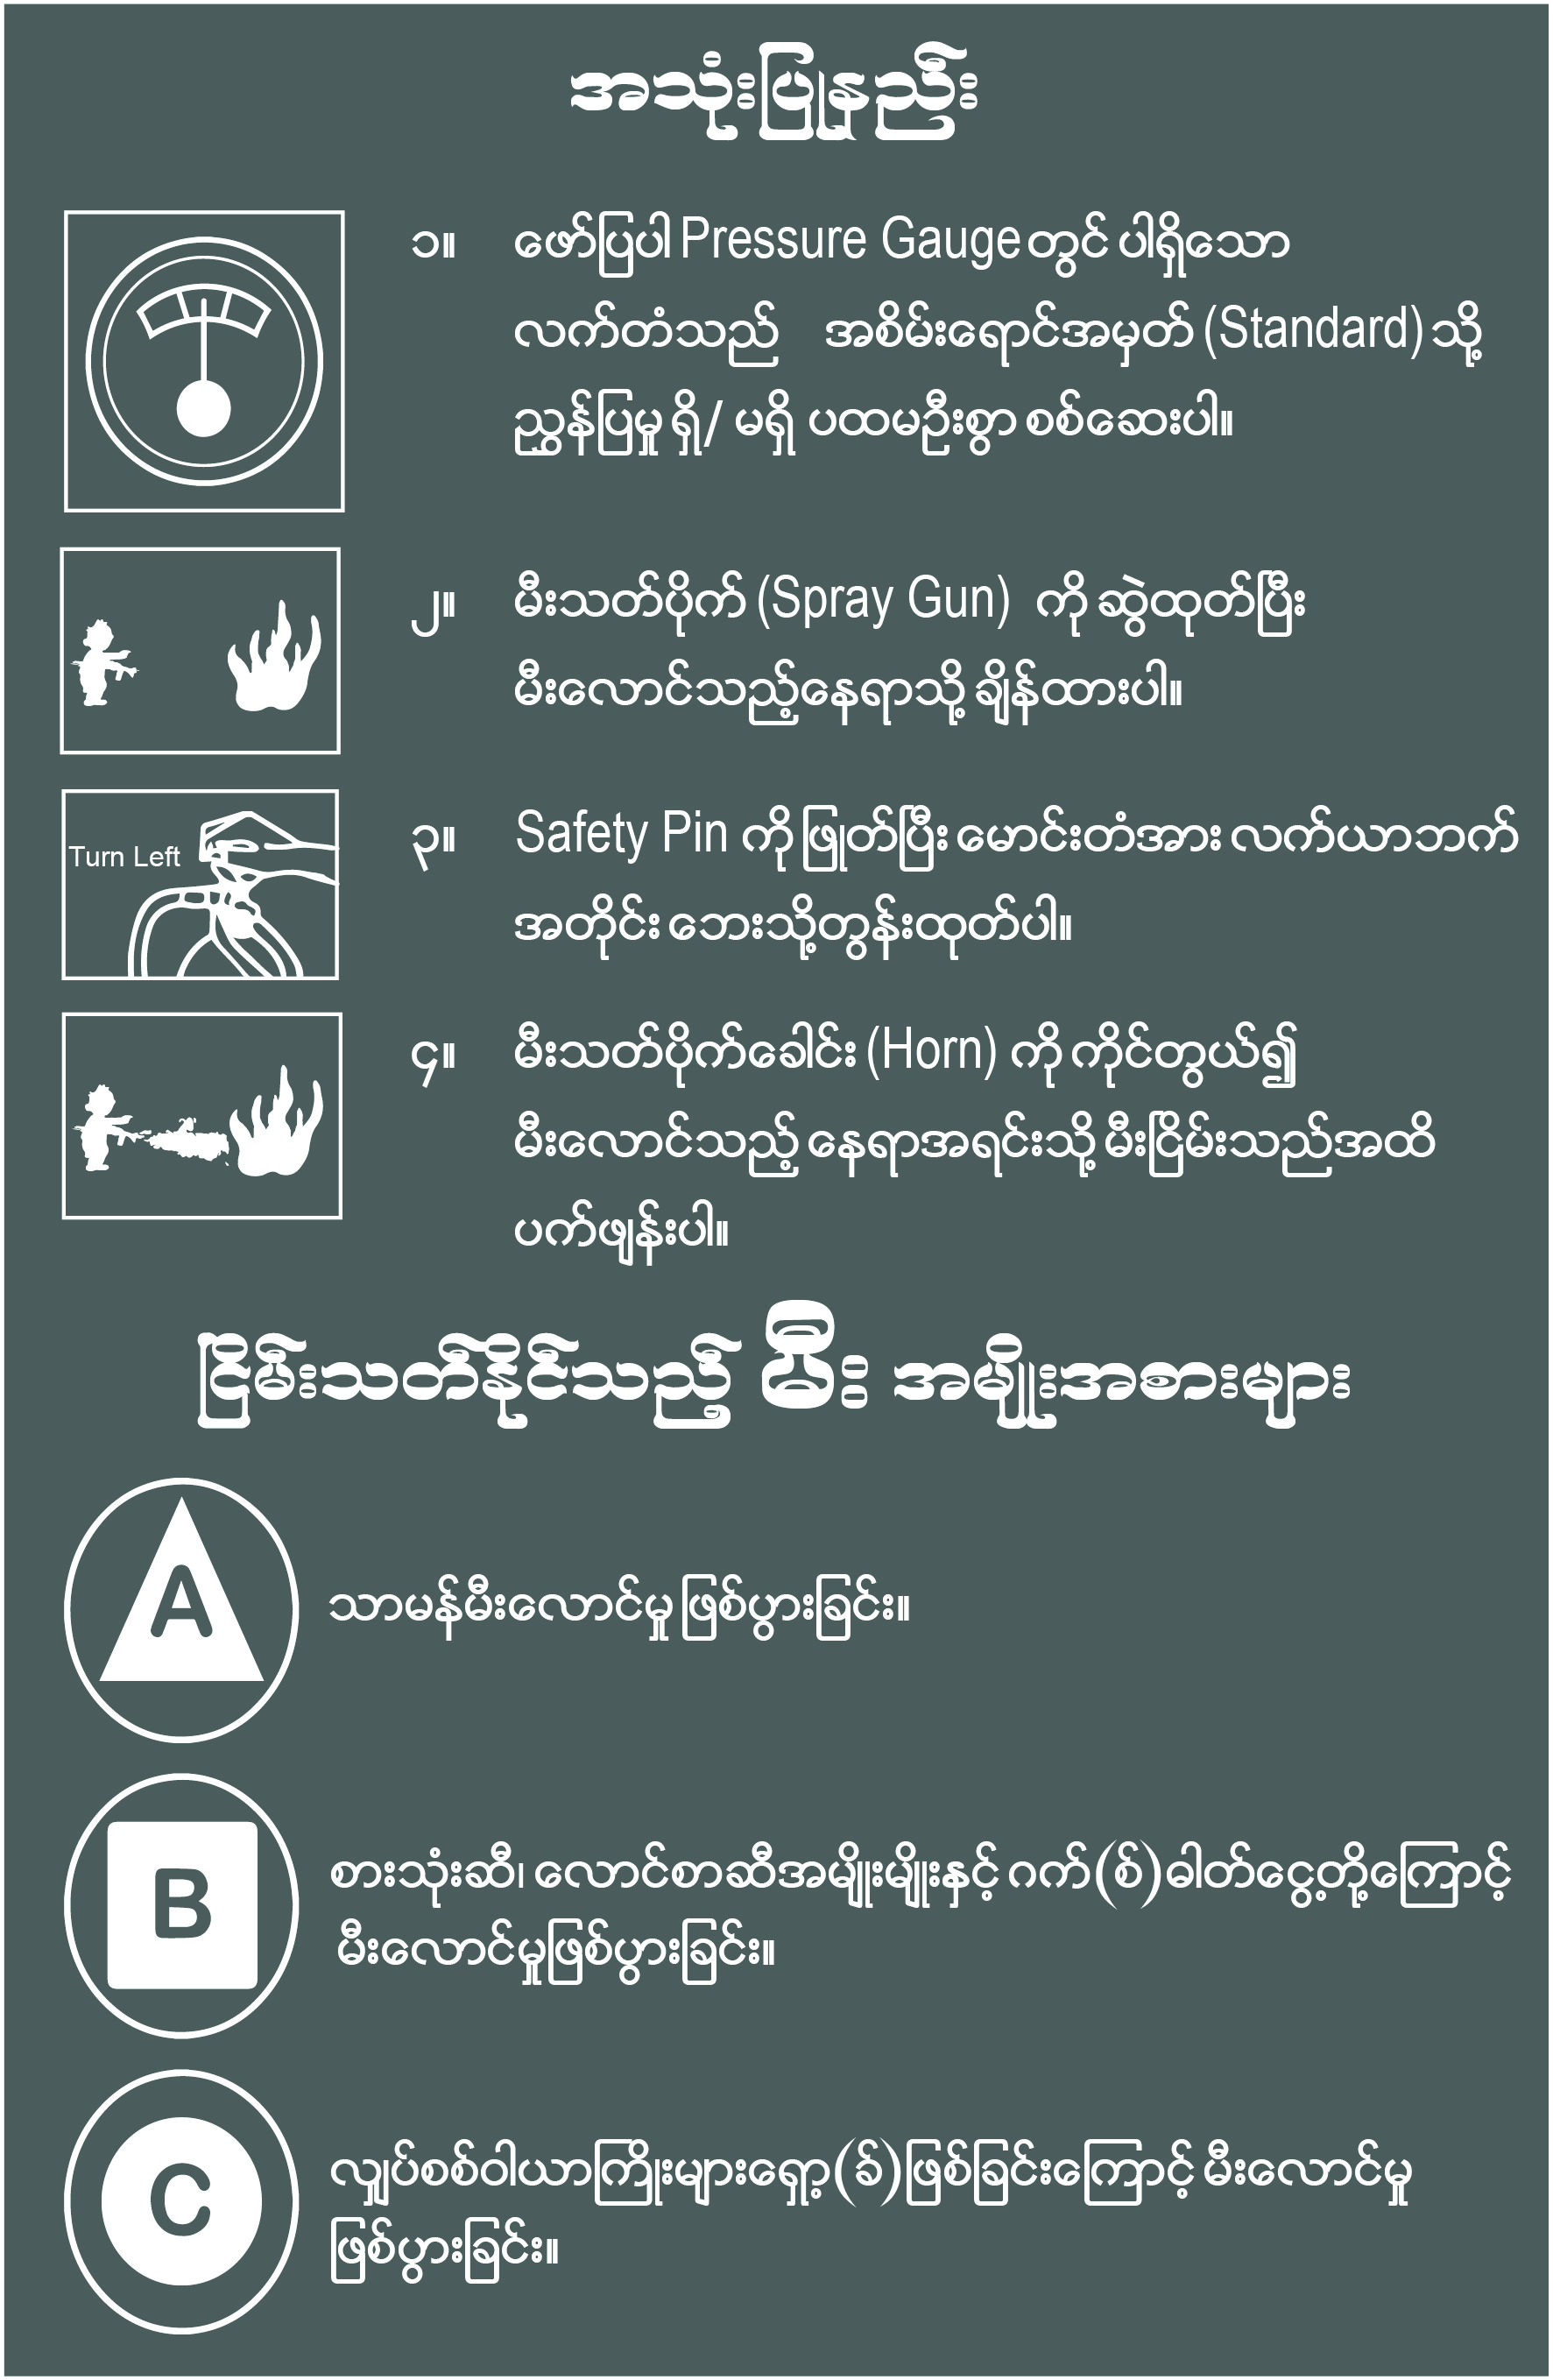 အသုံးပြုနည်း
၁။ ဖော်ပြပါ Pressure Gauge တွင် ပါရှိသော
လက်တံသည် အစိမ်းရောင်အမှတ် (Standard) သို့
ညွှန်ပြမှု ရှိ/ မရှိ ပထမဦးစွာ စစ်ဆေးပါ။
၂။ မီးသတ်ပိုက် (Spray Gun) ကို ဆွဲထုတ်ပြီး
မီးလောင်သည့်နေရာသို့ ချိန်ထားပါ။
Turn Left
၃။ Safety Pin ကို ဖြုတ်ပြီး မောင်းတံအား လက်ယာဘက်
အတိုင်း ဘေးသို့တွန်းထုတ်ပါ။
၄။ မီးသတ်ပိုက်ခေါင်း (Horn) ကို ကိုင်တွယ်၍
မီးလောင်သည့် နေရာအရင်းသို့ မီးငြိမ်းသည်အထိ
ပက်ဖျန်းပါ။
ငြိမ်းသတ်နိုင်သည့် မီး အမျိုးအစားများ
A
သာမန်မီးလောင်မှု ဖြစ်ပွားခြင်း။
B
စားသုံးဆီ၊ လောင်စာဆီအမျိုးမျိုးနှင့် ဂက်(စ်)ဓါတ်ငွေ့တို့ကြောင့်
မီးလောင်မှုဖြစ်ပွားခြင်း။
C
လျှပ်စစ်ဝါယာကြိုးများရှော့(ခ်)ဖြစ်ခြင်းကြောင့် မီးလောင်မှု
ဖြစ်ပွားခြင်း။